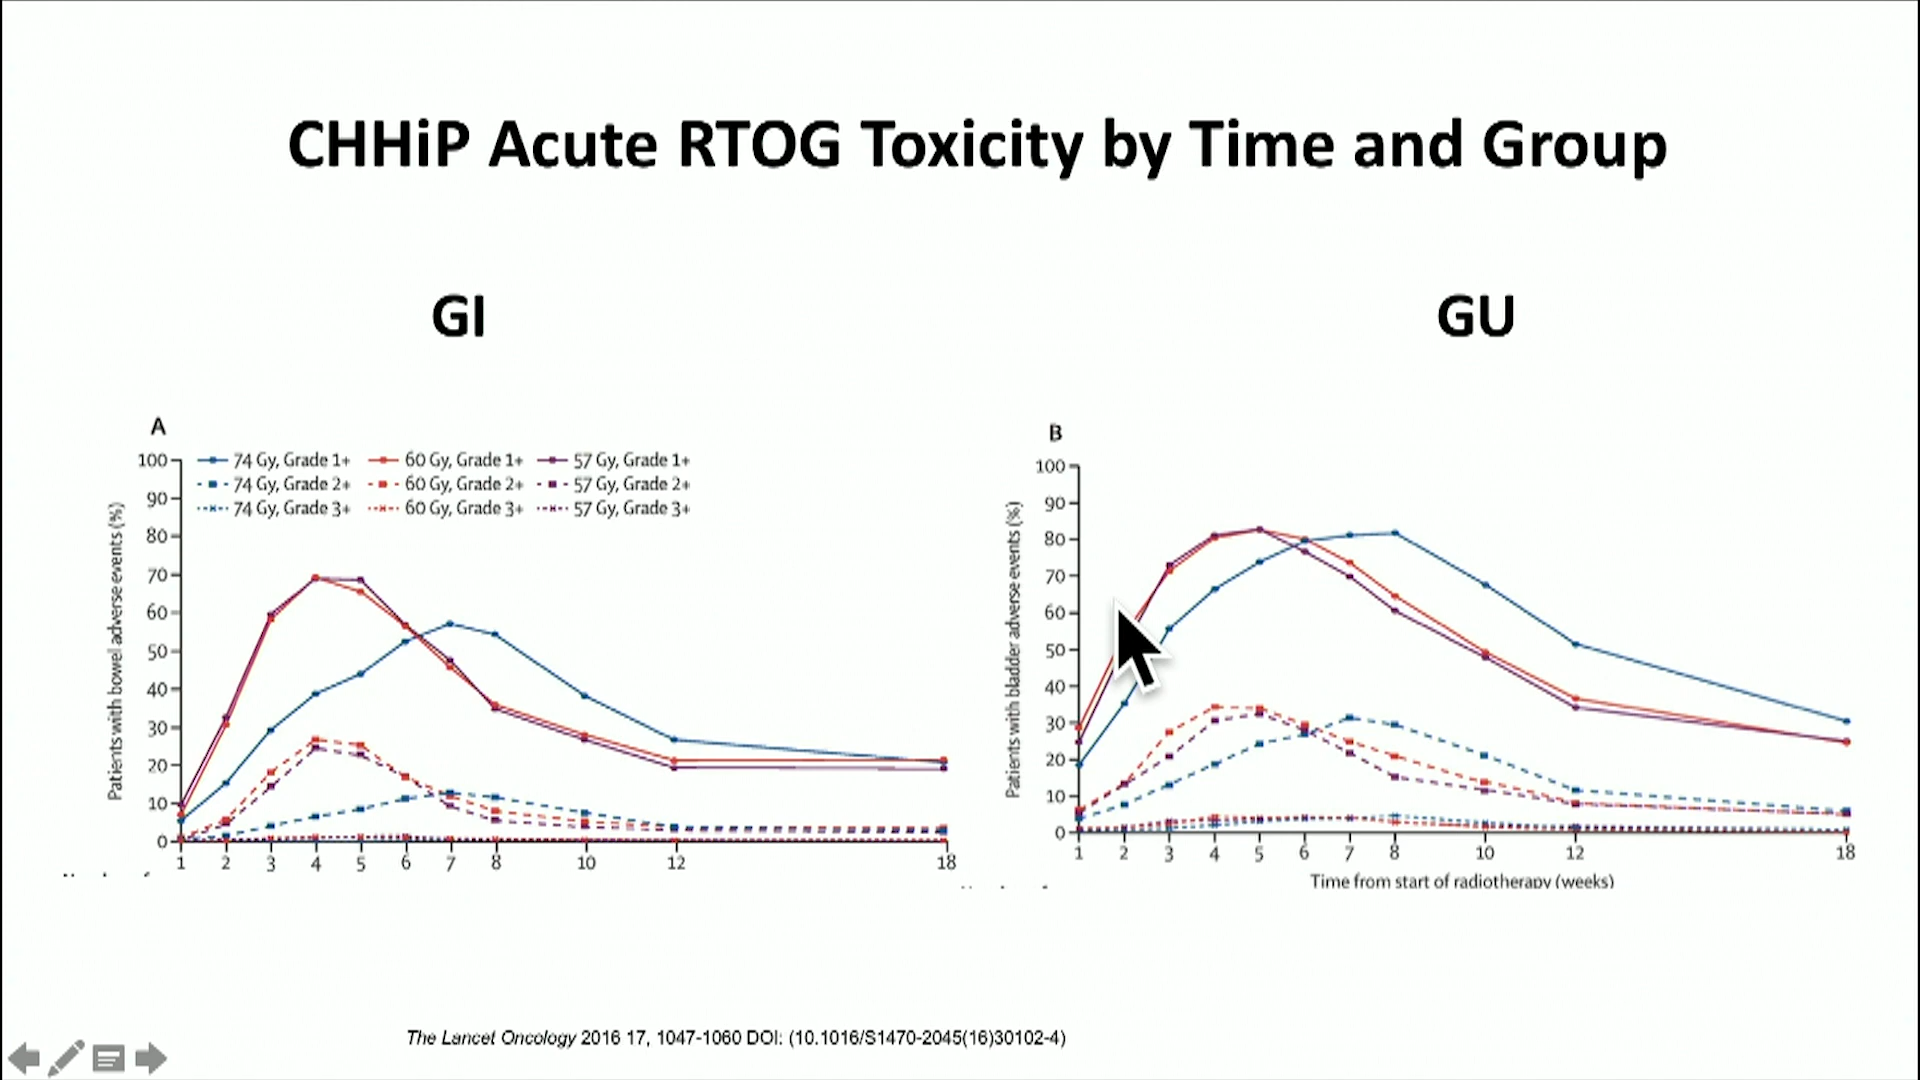 CHHiP Acute RTOG Toxicity by Time and Group
GI
GU
A
74 Gy, Grade 1+ 60 Gy, Grade 1+ 57 Gy, Grade 1+
74 Gy, Grade 2+ 60 Gy, Grade 2+ 57 Gy, Grade 2+
74 Gy, Grade 3+ 60 Gy, Grade 3+ 57 Gy, Grade 3+
Patients with bowel adverse events (%)
100
90
80
70
60
50
40
30
20
10
0
1 2 3 4 5 6 7 8 10 12 18
B
Patients with bladder adverse events (%)
100
90
80
70
60
50
40
30
20
10
0
1 2 3 4 5 6 7 8 10 12 18
Time from start of radiotherapy (weeks)
The Lancet Oncology 2016 17, 1047-1060 DOI: (10.1016/S1470-2045(16)30102-4)